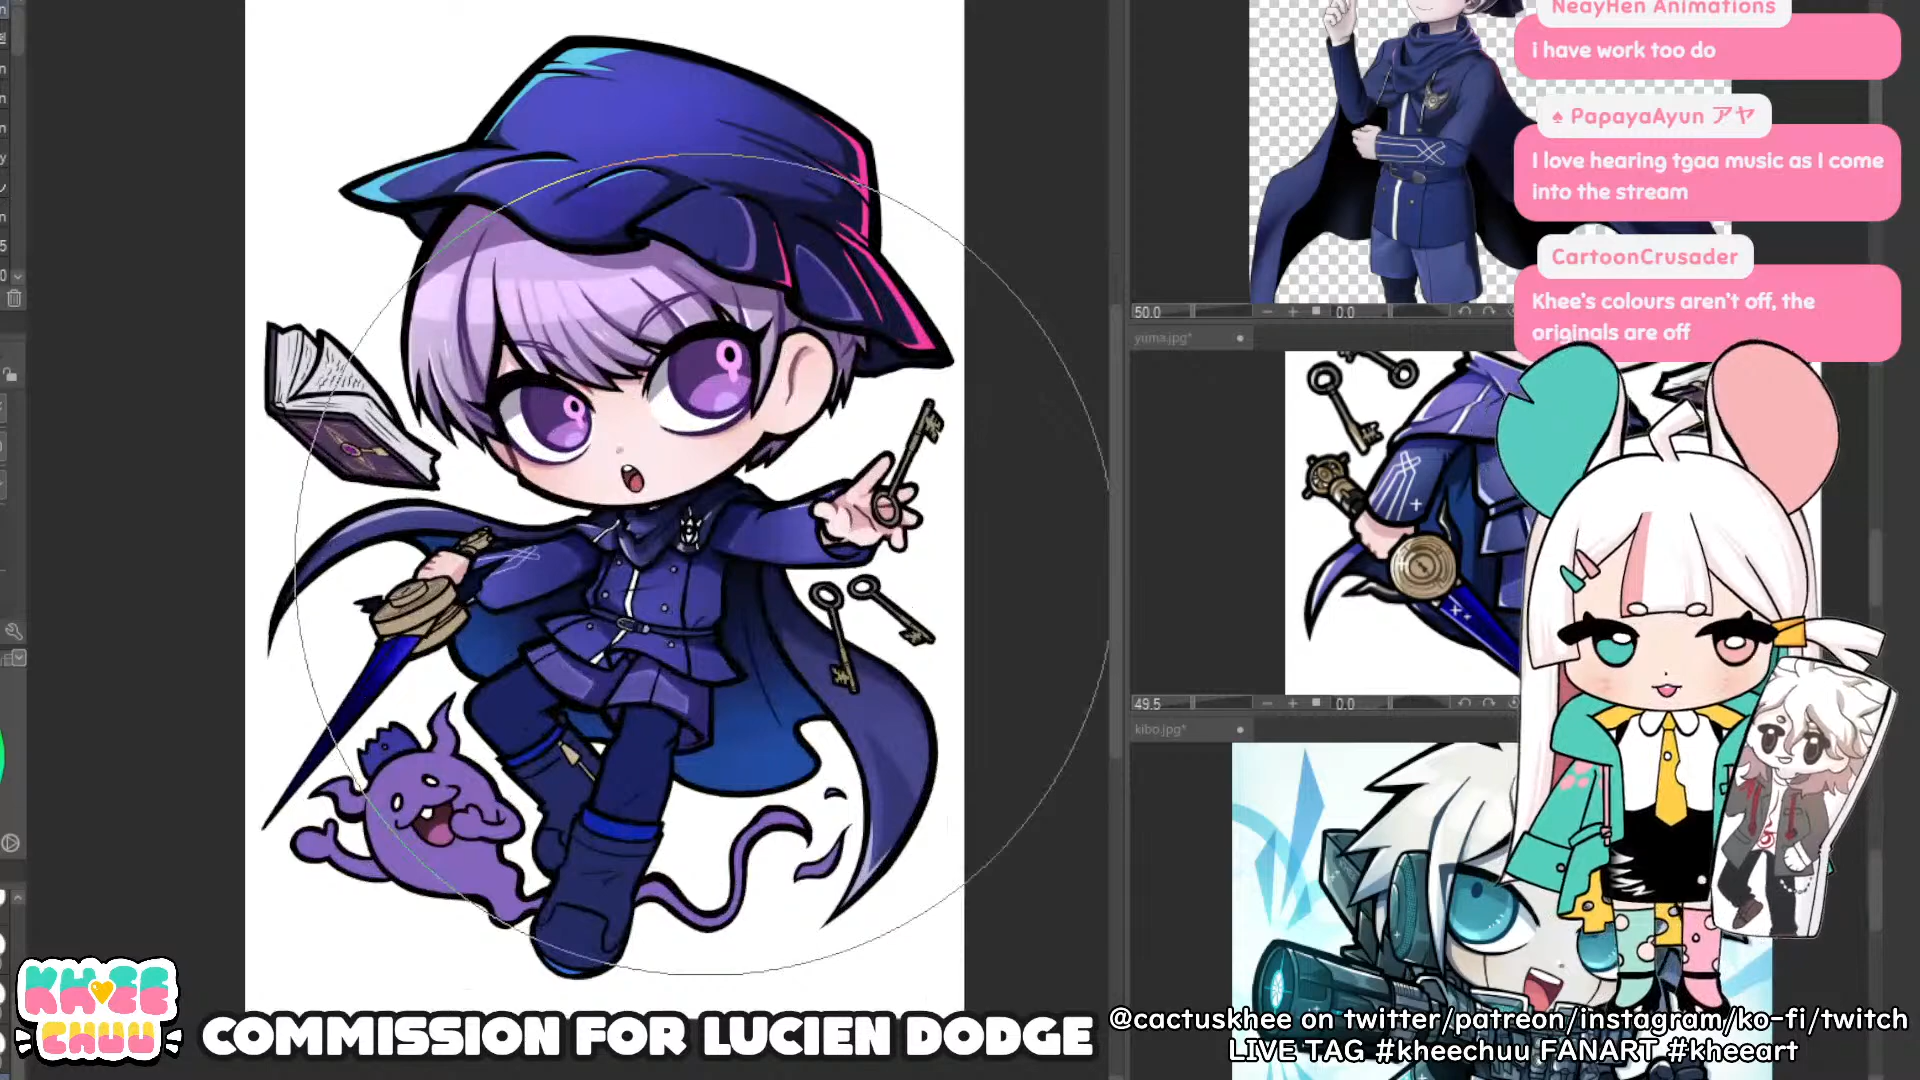 NeayHen Animations
i have work too do
♠ PapayaAyun アヤ
I love hearing tgaa music as I come
into the stream
CartoonCrusader
Khee's colours aren't off, the
originals are off
50.0
0.0
yuma.jpg*
49.5
0.0
kibo.jpg*
KHEE
CHUU
COMMISSION FOR LUCIEN DODGE
@cactuskhee on twitter/patreon/instagram/ko-fi/twitch
LIVE TAG #kheechuu FANART #kheeart